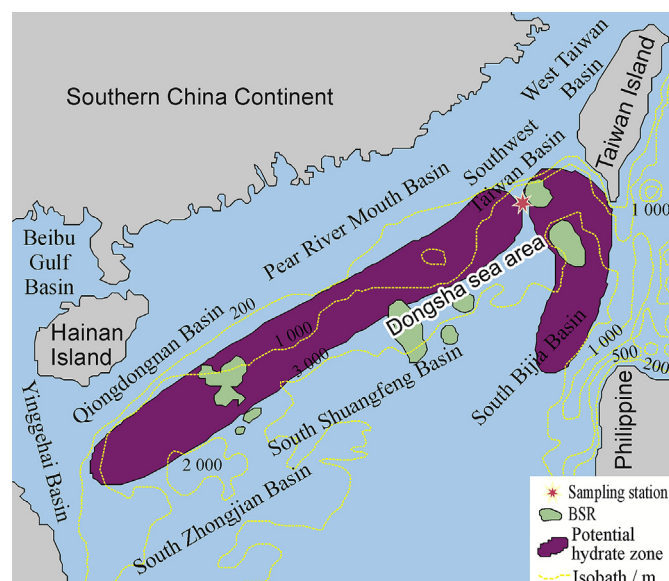 Southern China Continent
West Taiwan
Basin
Taiwan Island
Southwest
Taiwan Basin
Pear River Mouth Basin
1 000
Beibu
Gulf
Basin
Dongsha sea area
Hainan
Island
Qiongdongnan Basin
200
1 000
3 000
South Shuangfeng Basin
South Bijia Basin
1 000
500
200
Yinggehai Basin
2 000
South Zhongjian Basin
Philippine
Sampling station
BSR
Potential
hydrate zone
Isobath / m